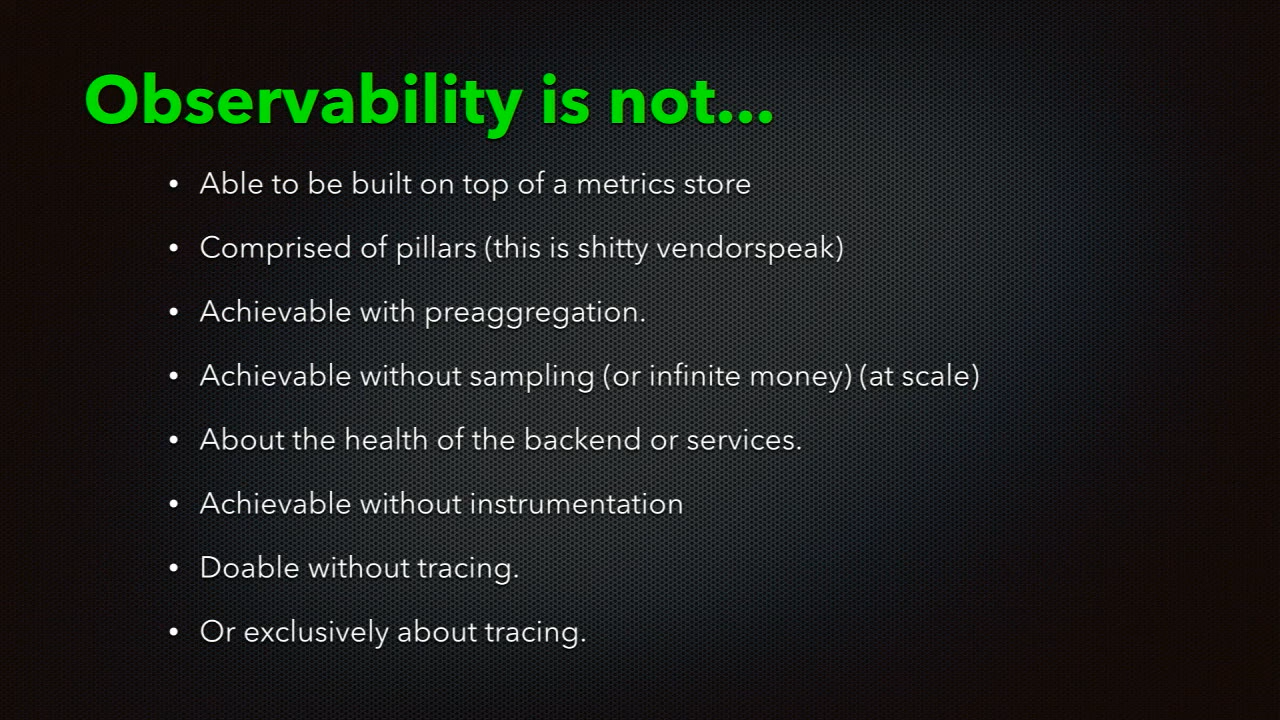 Observability is not...
• Able to be built on top of a metrics store
• Comprised of pillars (this is shitty vendorspeak)
• Achievable with preaggregation.
• Achievable without sampling (or infinite money) (at scale)
• About the health of the backend or services.
• Achievable without instrumentation
• Doable without tracing.
• Or exclusively about tracing.